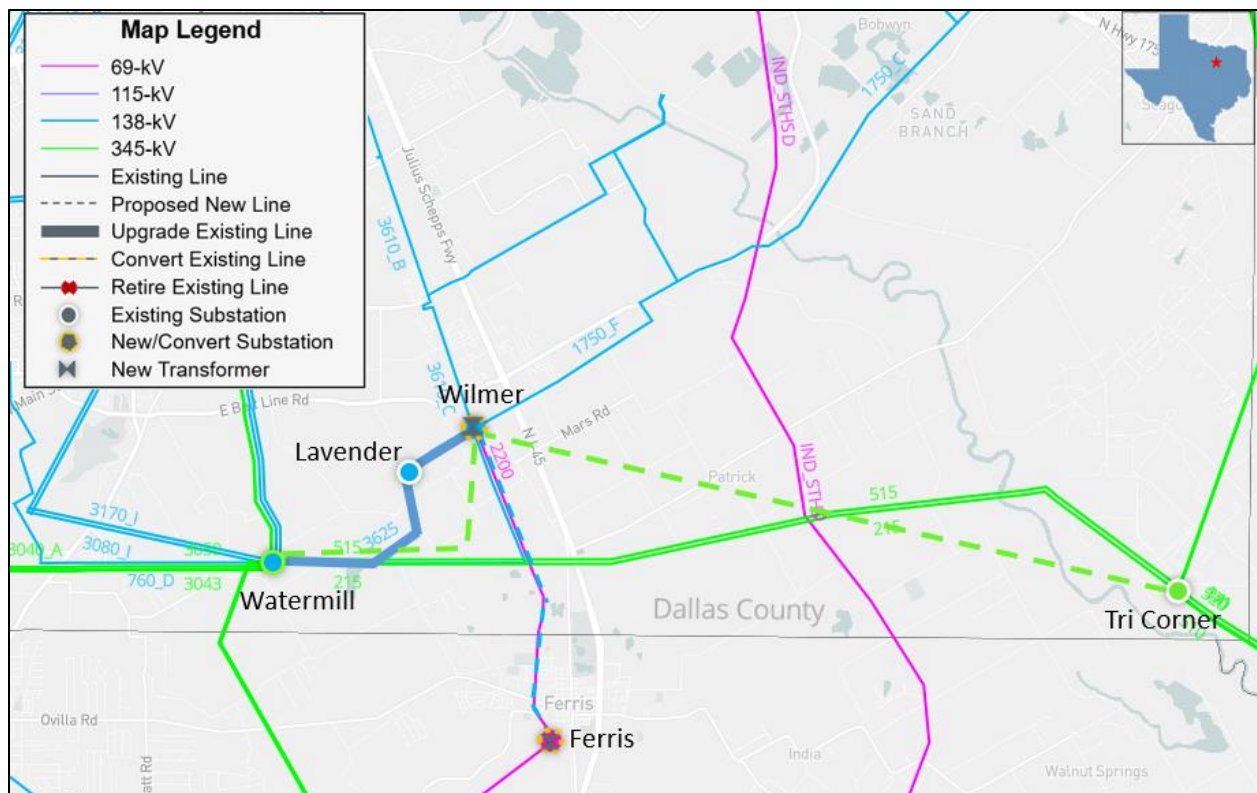 Map Legend
69-kV
115-kV
138-kV
345-kV
Existing Line
Proposed New Line
Upgrade Existing Line
Convert Existing Line
Retire Existing Line
Existing Substation
New/Convert Substation
New Transformer
Bobwyn
N Hwy 175
1750_C
IND_STHSD
SAND
BRANCH
Julius Schepps Fwy
3610_B
1750_F
E Belt Line Rd
Wilmer
N I-45
Mars Rd
2200
Lavender
Patrick
515
215
3170_I
3625
3040_A
3080_I
515
760_D
3043
215
Watermill
Dallas County
Tri Corner
Ferris
Ovilla Rd
Ferris
India
Walnut Springs